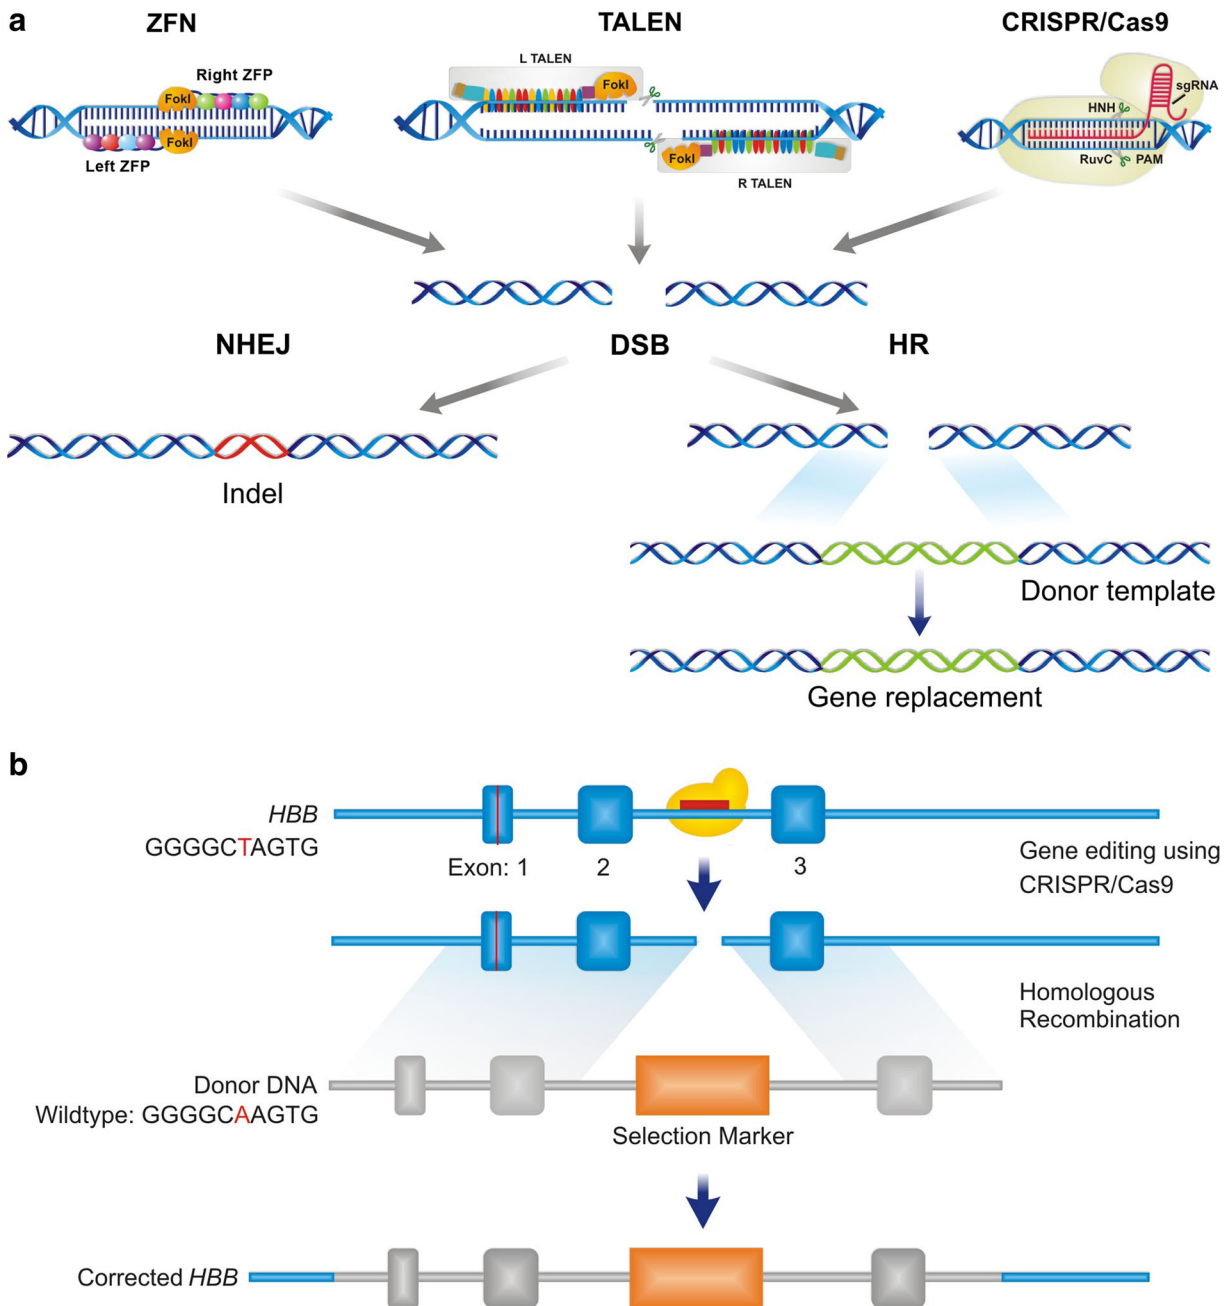 a
ZFN
TALEN
CRISPR/Cas9
L TALEN
Right ZFP
FokI
FokI
sgRNA
HNH
FokI
Left ZFP
FokI
RuvC
PAM
R TALEN
NHEJ
DSB
HR
Indel
Donor template
Gene replacement
b
HBB
GGGGCTAGTG
Exon: 1
2
3
Gene editing using
CRISPR/Cas9
Homologous
Recombination
Donor DNA
Wildtype: GGGGCAAGTG
Selection Marker
Corrected HBB